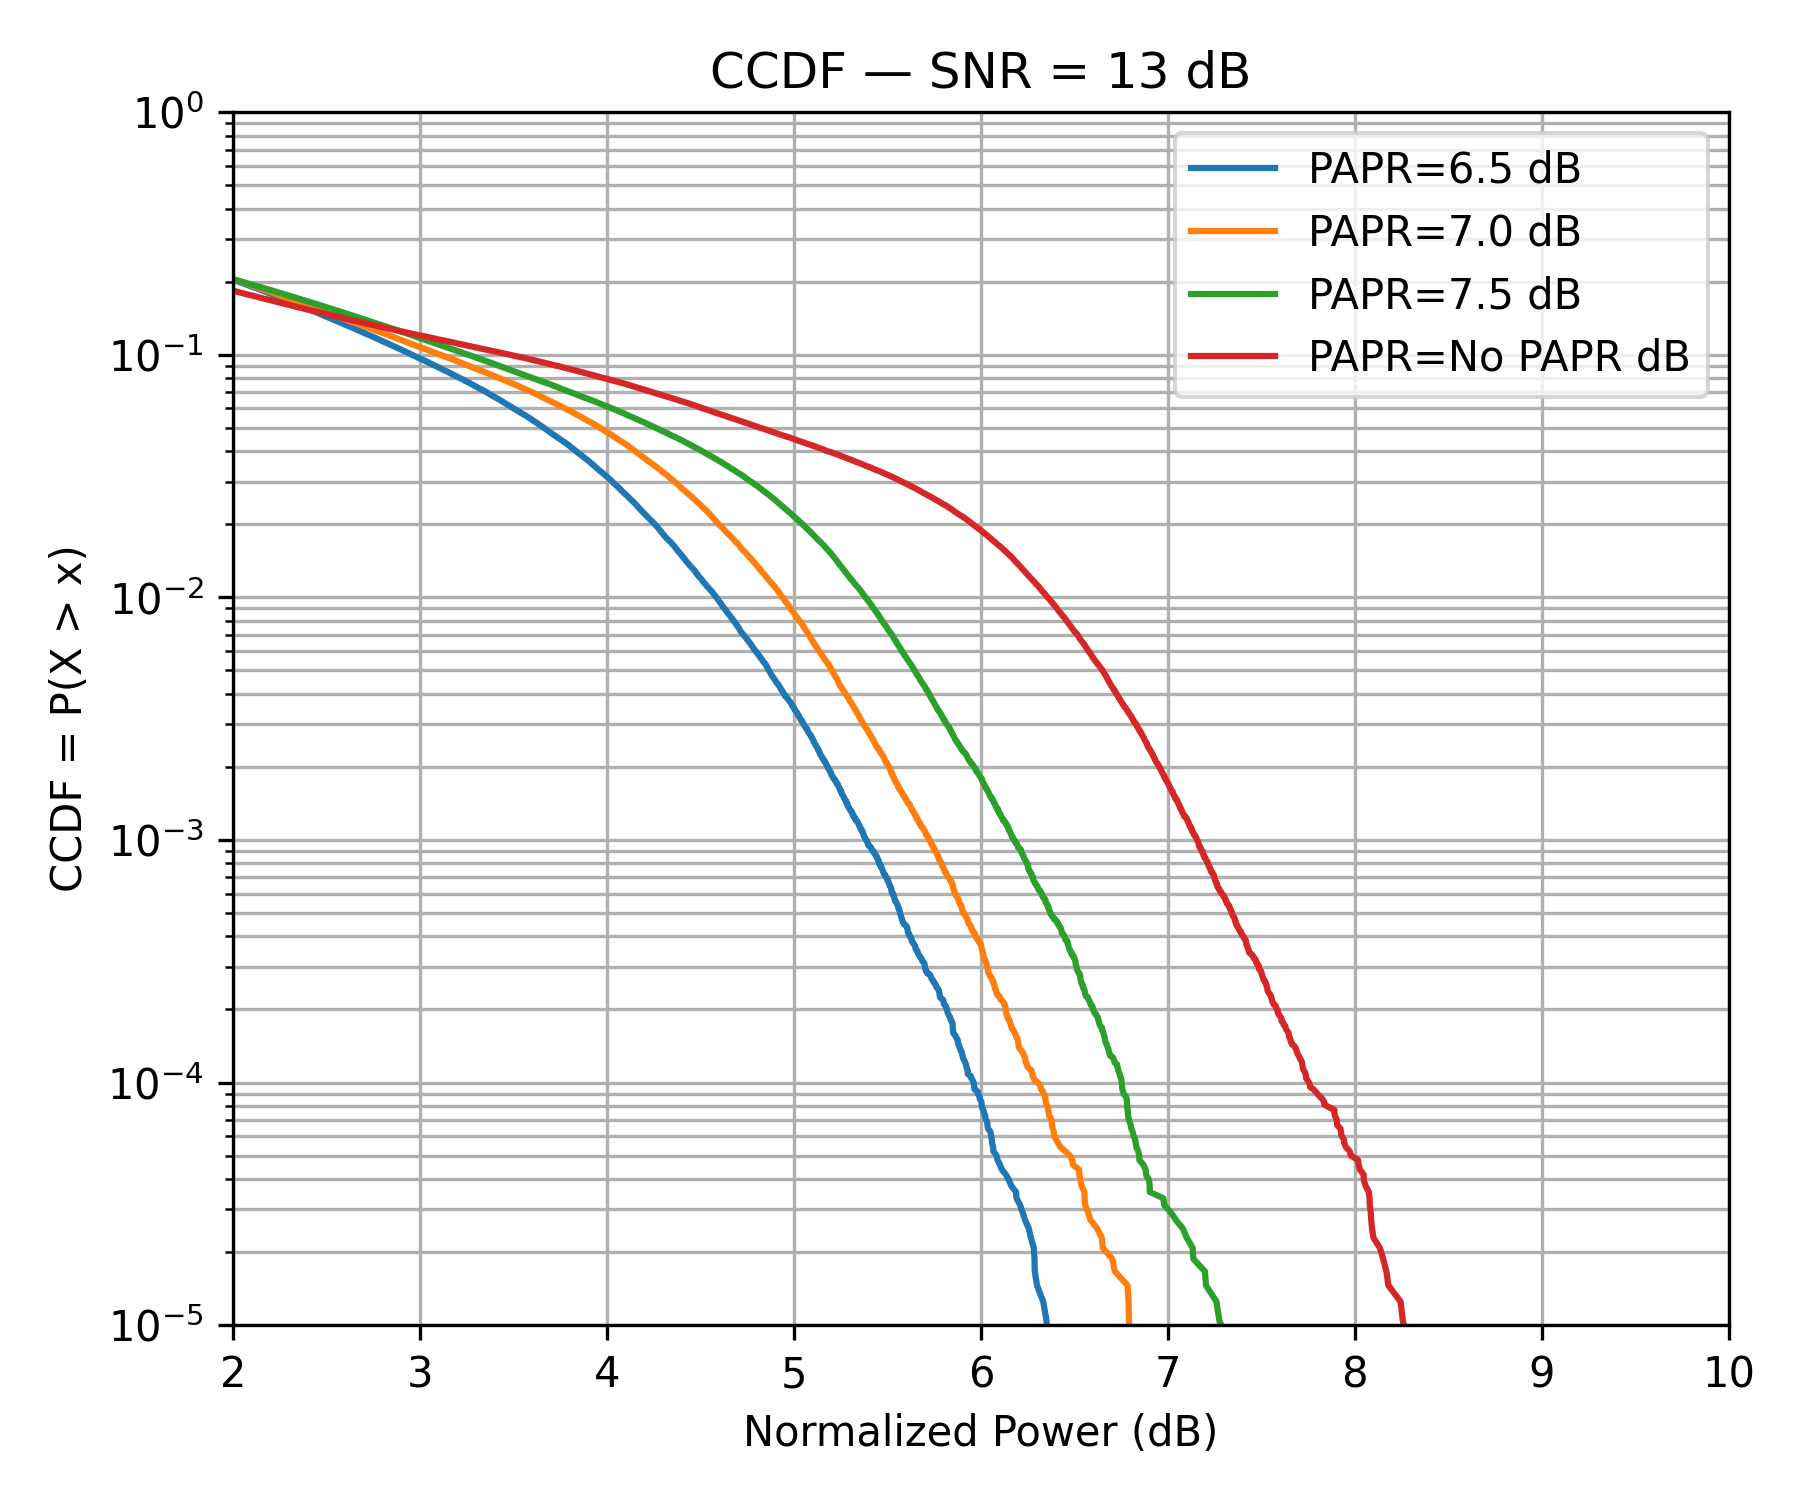 CCDF — SNR = 13 dB
CCDF = P(X > x)
10⁰
10⁻¹
10⁻²
10⁻³
10⁻⁴
10⁻⁵
PAPR=6.5 dB
PAPR=7.0 dB
PAPR=7.5 dB
PAPR=No PAPR dB
2 3 4 5 6 7 8 9 10
Normalized Power (dB)